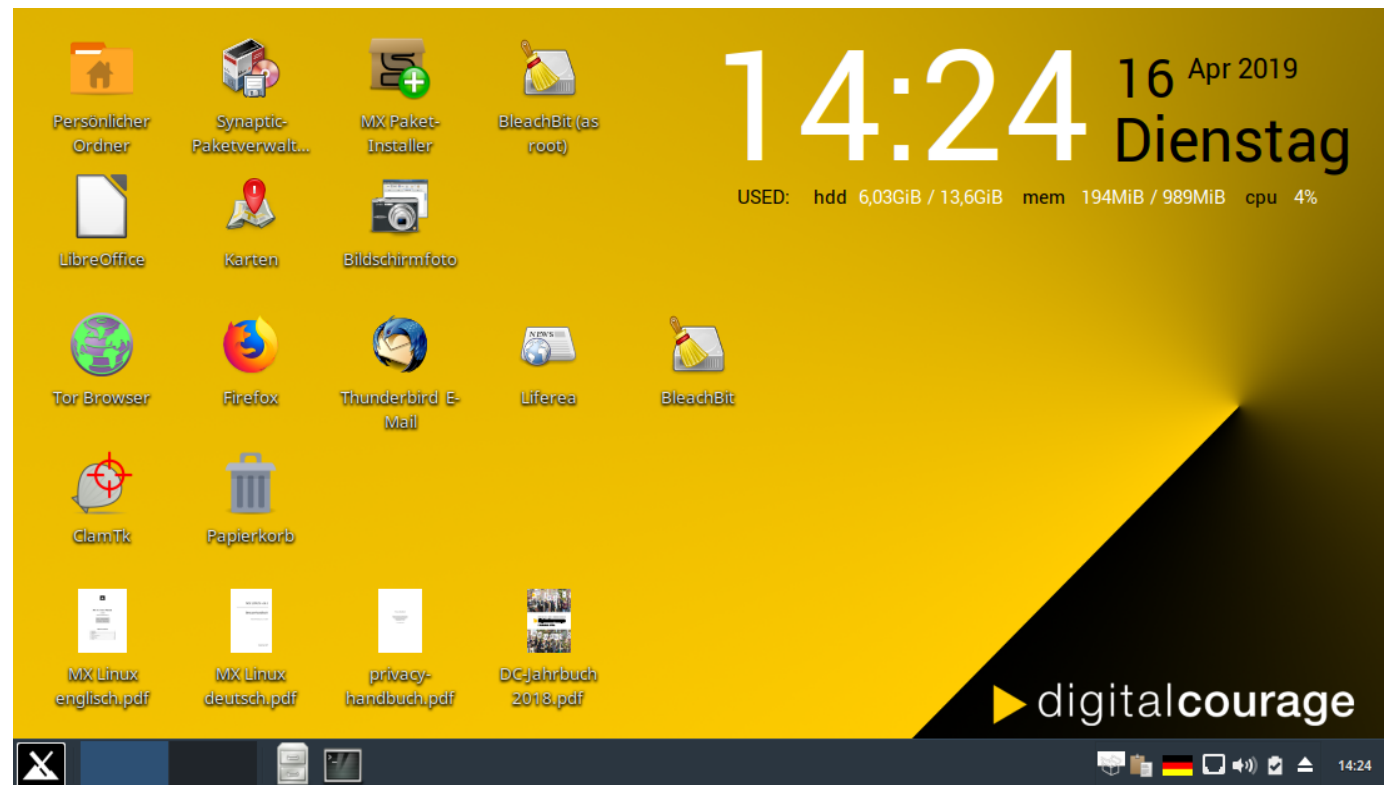 14:24
16 Apr 2019
Dienstag
USED: hdd 6,03GiB / 13,6GiB mem 194MiB / 989MiB cpu 4%
Persönlicher
Ordner
Synaptic-
Paketverwalt...
MX Paket-
Installer
BleachBit (as
root)
LibreOffice
Karten
Bildschirmfoto
NEWS
Tor Browser
Firefox
Thunderbird E-
Mail
Liferea
BleachBit
ClamTk
Papierkorb
MX Linux
englisch.pdf
MX Linux
deutsch.pdf
privacy-
handbuch.pdf
DC-Jahrbuch
2018.pdf
digitalcourage
14:24